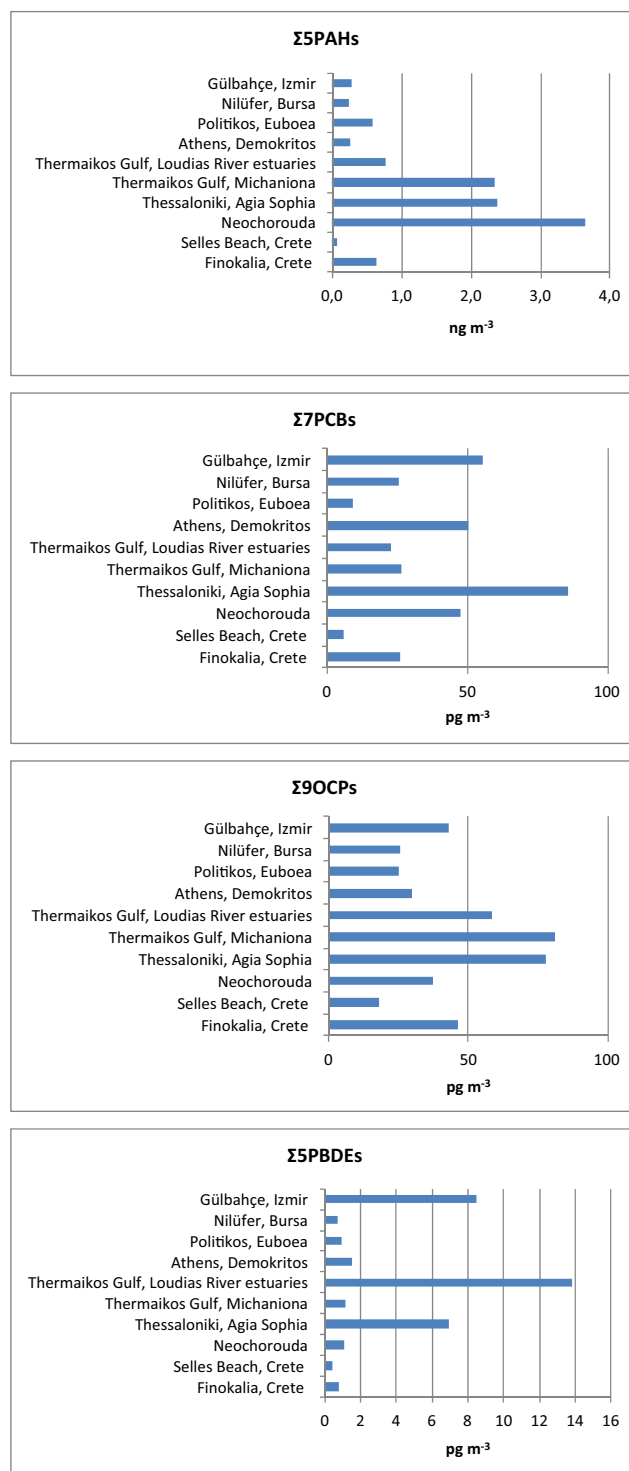 Σ5PAHs
Gülbahçe, Izmir
Nilüfer, Bursa
Politikos, Euboea
Athens, Demokritos
Thermaikos Gulf, Loudias River estuaries
Thermaikos Gulf, Michaniona
Thessaloniki, Agia Sophia
Neochorouda
Selles Beach, Crete
Finokalia, Crete
0,0 1,0 2,0 3,0 4,0
ng m⁻³
Σ7PCBs
Gülbahçe, Izmir
Nilüfer, Bursa
Politikos, Euboea
Athens, Demokritos
Thermaikos Gulf, Loudias River estuaries
Thermaikos Gulf, Michaniona
Thessaloniki, Agia Sophia
Neochorouda
Selles Beach, Crete
Finokalia, Crete
0 50 100
pg m⁻³
Σ9OCPs
Gülbahçe, Izmir
Nilüfer, Bursa
Politikos, Euboea
Athens, Demokritos
Thermaikos Gulf, Loudias River estuaries
Thermaikos Gulf, Michaniona
Thessaloniki, Agia Sophia
Neochorouda
Selles Beach, Crete
Finokalia, Crete
0 50 100
pg m⁻³
Σ5PBDEs
Gülbahçe, Izmir
Nilüfer, Bursa
Politikos, Euboea
Athens, Demokritos
Thermaikos Gulf, Loudias River estuaries
Thermaikos Gulf, Michaniona
Thessaloniki, Agia Sophia
Neochorouda
Selles Beach, Crete
Finokalia, Crete
0 2 4 6 8 10 12 14 16
pg m⁻³